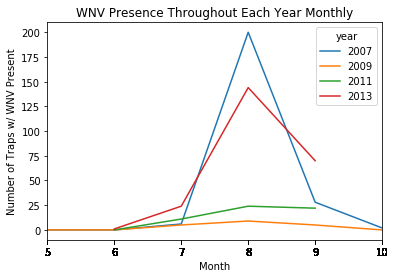 WNV Presence Throughout Each Year Monthly
Number of Traps w/ WNV Present
200
175
150
125
100
75
50
25
0
year
2007
2009
2011
2013
5 6 7 8 9
Month